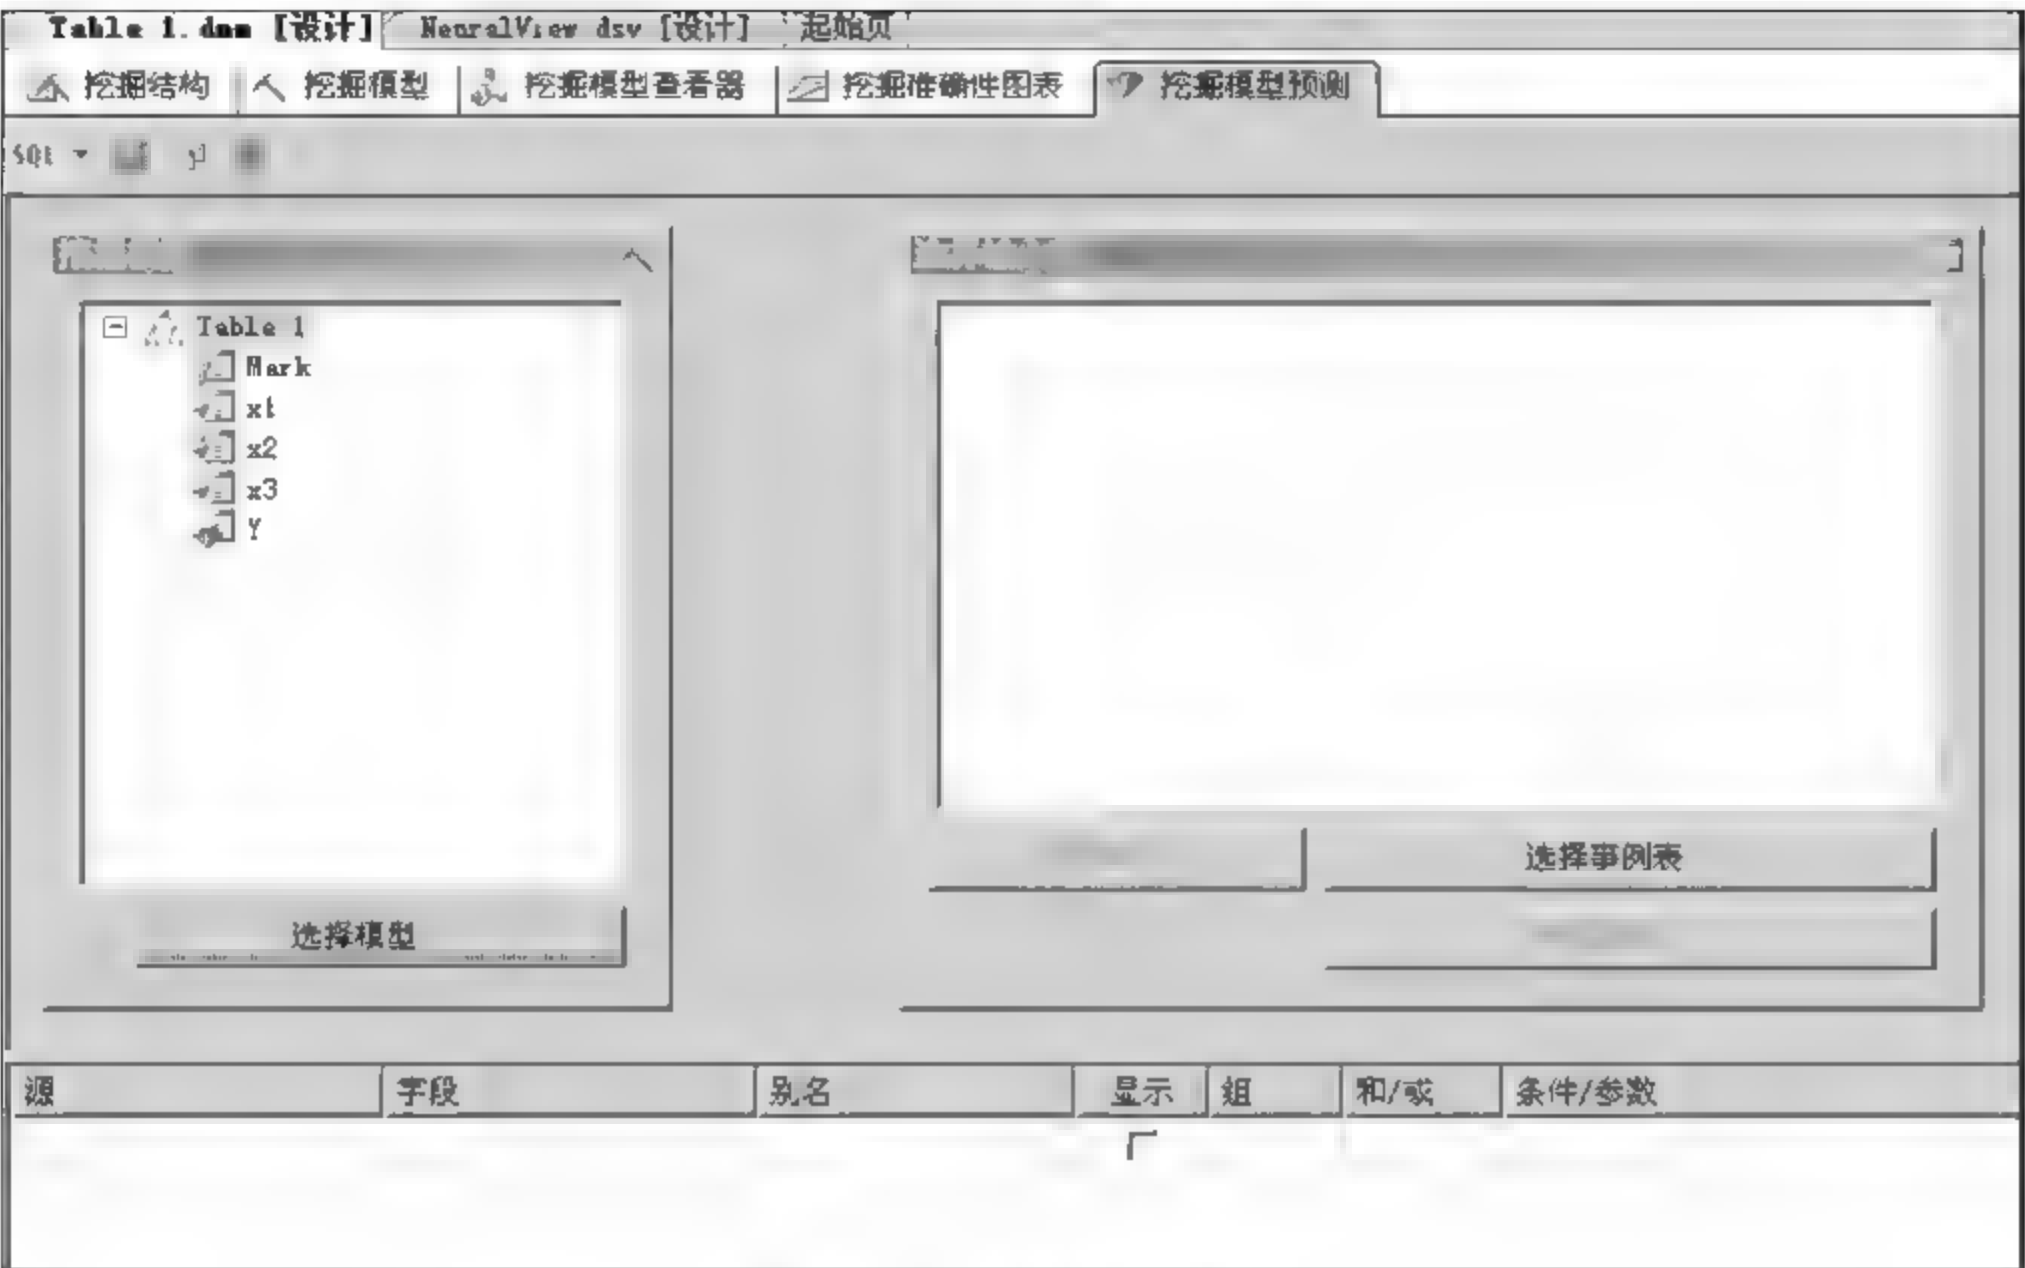 Table 1.dmm [设计] NeuralView dsv [设计] 起始页
挖掘结构 挖掘模型 挖掘模型查看器 挖掘准确性图表 挖掘模型预测
SQL
Table 1
Mark
x1
x2
x3
Y
选择事例表
选择模型
源 字段 别名 显示 组 和/或 条件/参数